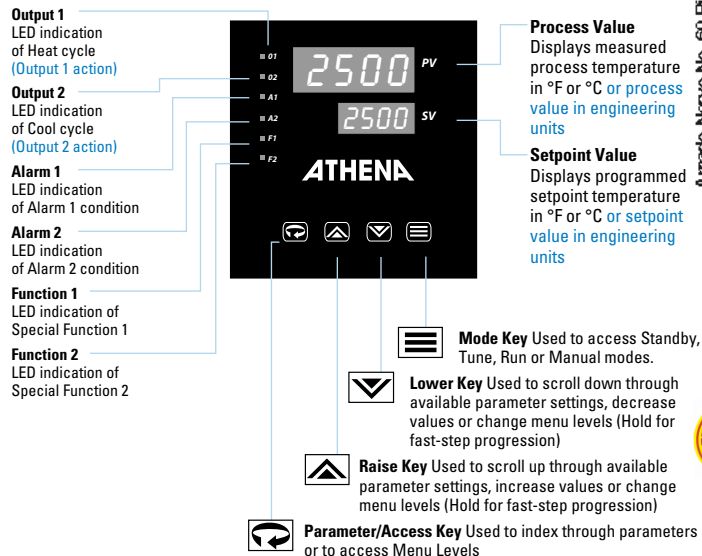 Output 1
LED indication
of Heat cycle
(Output 1 action)
Output 2
LED indication
of Cool cycle
(Output 2 action)
Alarm 1
LED indication
of Alarm 1 condition
Alarm 2
LED indication
of Alarm 2 condition
Function 1
LED indication of
Special Function 1
Function 2
LED indication of
Special Function 2
01
02
A1
A2
F1
F2
2500 PV
2500 SV
ATHENA
Process Value
Displays measured
process temperature
in °F or °C or process
value in engineering
units
Setpoint Value
Displays programmed
setpoint temperature
in °F or °C or setpoint
value in engineering
units
Mode Key Used to access Standby,
Tune, Run or Manual modes.
Lower Key Used to scroll down through
available parameter settings, decrease
values or change menu levels (Hold for
fast-step progression)
Raise Key Used to scroll up through available
parameter settings, increase values or change
menu levels (Hold for fast-step progression)
Parameter/Access Key Used to index through parameters
or to access Menu Levels
Amado Nervo No. 60